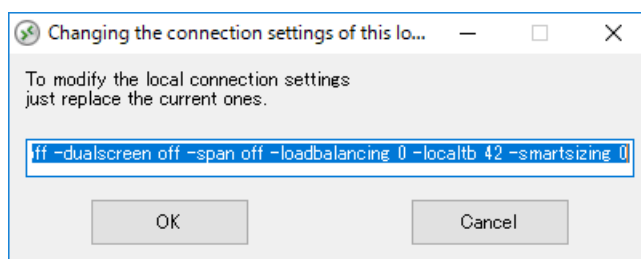 Changing the connection settings of this lo...
To modify the local connection settings
just replace the current ones.
ff -dualscreen off -span off -loadbalancing 0 -localtb 42 -smartsizing 0
OK
Cancel